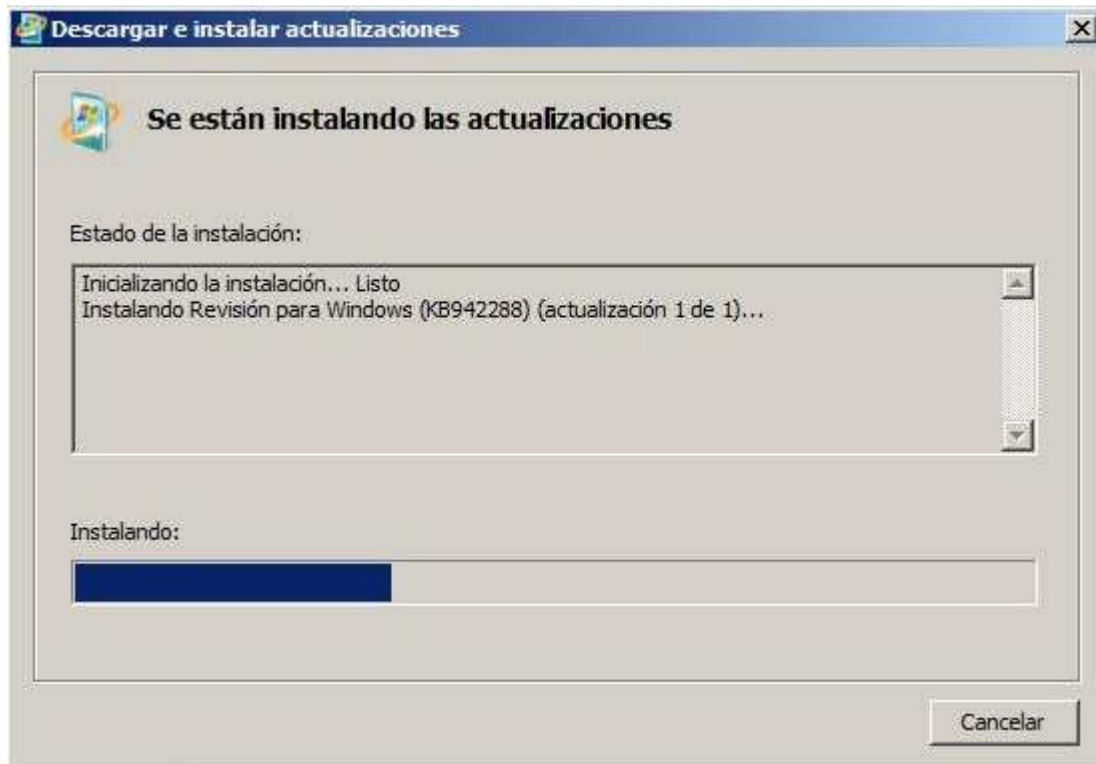 Descargar e instalar actualizaciones
Se están instalando las actualizaciones
Estado de la instalación:
Inicializando la instalación... Listo
Instalando Revisión para Windows (KB942288) (actualización 1 de 1)...
Instalando:
Cancelar